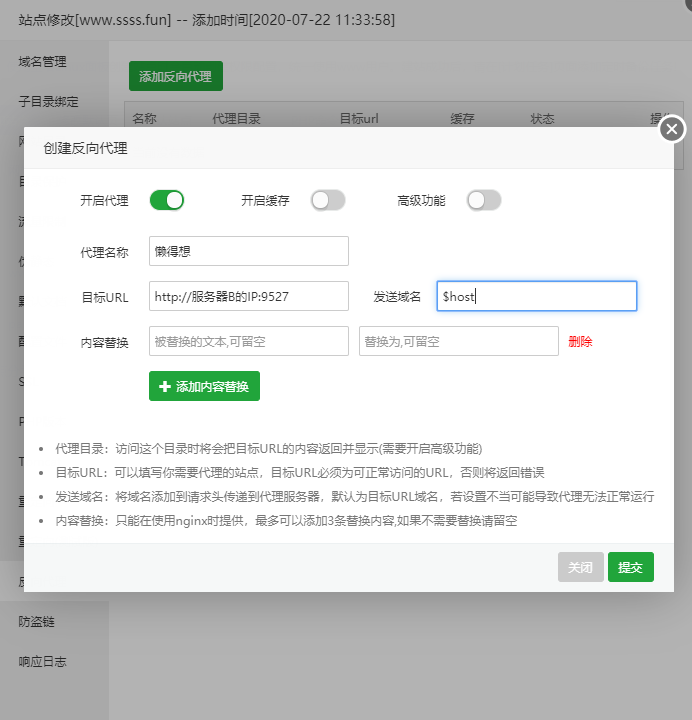 站点修改[www.ssss.fun] -- 添加时间[2020-07-22 11:33:58]
域名管理
子目录绑定
添加反向代理
名称 代理目录 目标url 缓存 状态
创建反向代理
开启代理 开启缓存 高级功能
代理名称 懒得想
目标URL http://服务器B的IP:9527 发送域名 $host
内容替换 被替换的文本,可留空 替换为,可留空 删除
添加内容替换
代理目录：访问这个目录时将会把目标URL的内容返回并显示(需要开启高级功能)
目标URL：可以填写你需要代理的站点，目标URL必须为可正常访问的URL，否则将返回错误
发送域名：将域名添加到请求头传递到代理服务器，默认为目标URL域名，若设置不当可能导致代理无法正常运行
内容替换：只能在使用nginx时提供，最多可以添加3条替换内容,如果不需要替换请留空
关闭 提交
防盗链
响应日志